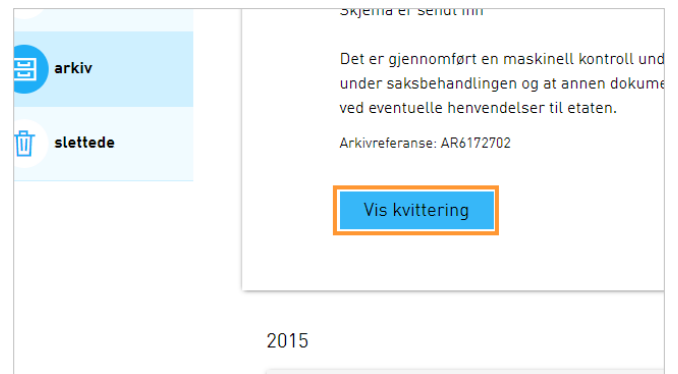 Skjema er sendt inn
arkiv
Det er gjennomført en maskinell kontroll und
under saksbehandlingen og at annen dokume
ved eventuelle henvendelser til etaten.
slettede
Arkivreferanse: AR6172702
Vis kvittering
2015